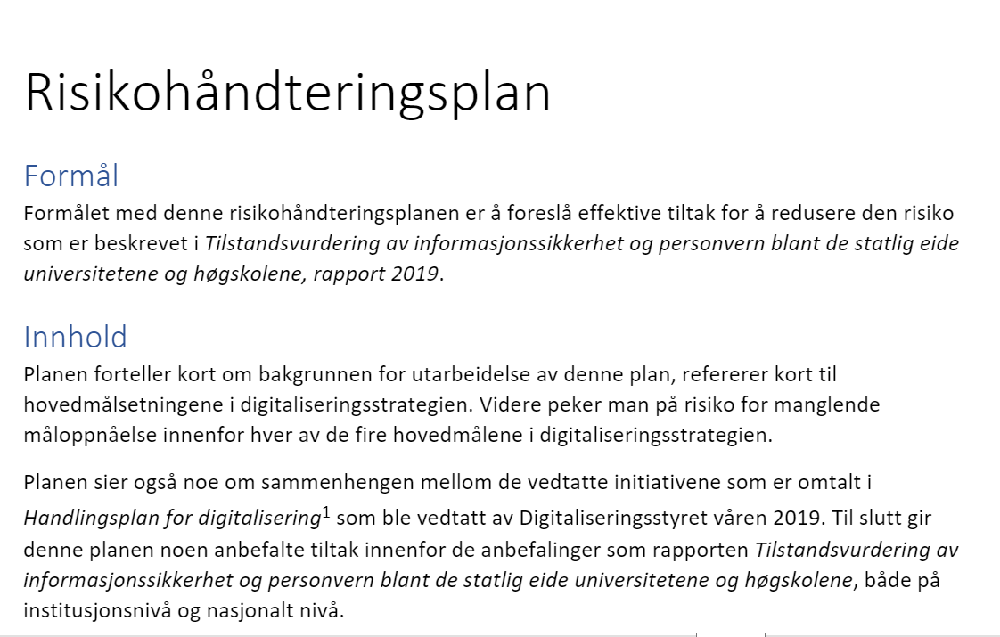 Risikohåndteringsplan
Formål
Formålet med denne risikohåndteringsplanen er å foreslå effektive tiltak for å redusere den risiko
som er beskrevet i Tilstandsvurdering av informasjonssikkerhet og personvern blant de statlig eide
universitetene og høgskolene, rapport 2019.
Innhold
Planen forteller kort om bakgrunnen for utarbeidelse av denne plan, refererer kort til
hovedmålsetningene i digitaliseringsstrategien. Videre peker man på risiko for manglende
måloppnåelse innenfor hver av de fire hovedmålene i digitaliseringsstrategien.
Planen sier også noe om sammenhengen mellom de vedtatte initiativene som er omtalt i
Handlingsplan for digitalisering1 som ble vedtatt av Digitaliseringsstyret våren 2019. Til slutt gir
denne planen noen anbefalte tiltak innenfor de anbefalinger som rapporten Tilstandsvurdering av
informasjonssikkerhet og personvern blant de statlig eide universitetene og høgskolene, både på
institusjonsnivå og nasjonalt nivå.